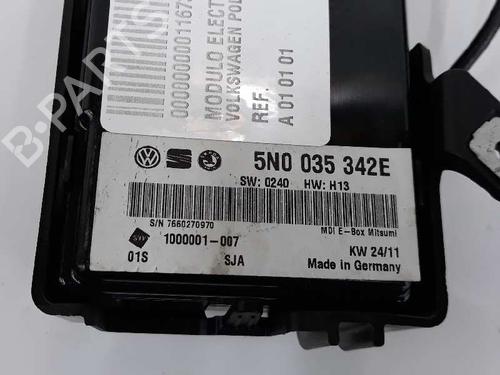 B-PARTS
00000000011678
MODULO ELECT
VOLKSWAGEN POL
REF.
A 01 01 01
5N0 035 342E
SW: 0240 HW: H13
S/N 7660270970
MDI E-Box Mitsumi
1000001-007
KW 24/11
01S SJA
Made in Germany